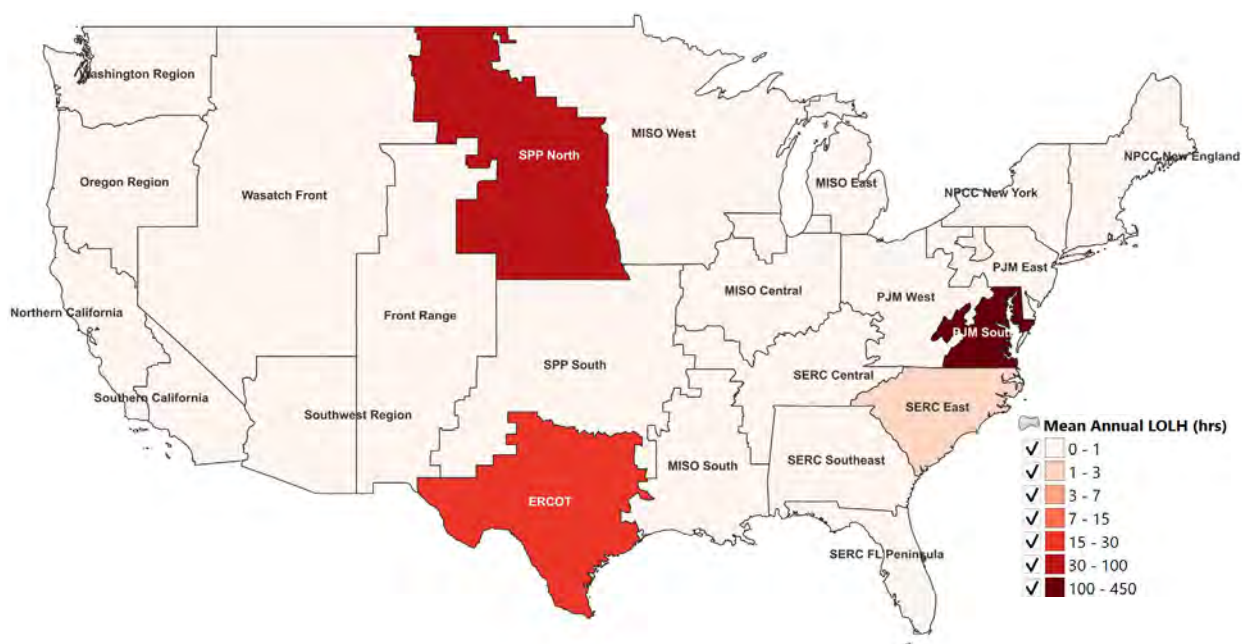 Washington Region
Oregon Region
Wasatch Front
SPP North
MISO West
MISO East
NPCC New England
NPCC New York
PJM East
PJM West
PJM South
MISO Central
Northern California
Front Range
SPP South
SERC Central
Southern California
Southwest Region
SERC East
ERCOT
MISO South
SERC Southeast
SERC FL Peninsula
Mean Annual LOLH (hrs)
0 - 1
1 - 3
3 - 7
7 - 15
15 - 30
30 - 100
100 - 450